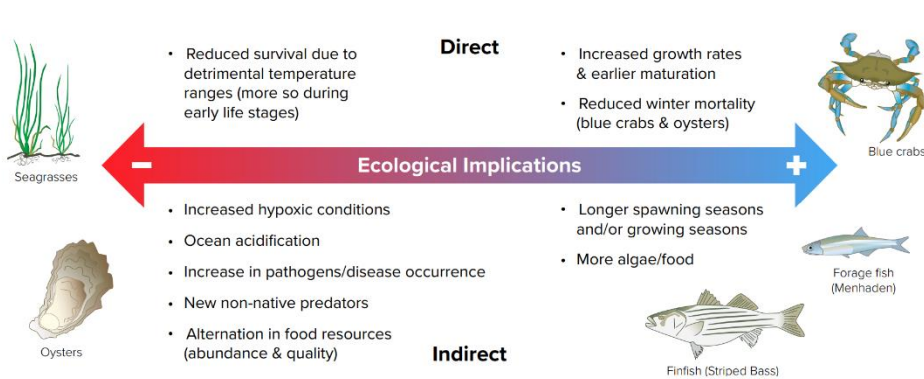 Direct
• Reduced survival due to
detrimental temperature
ranges (more so during
early life stages)
• Increased growth rates
& earlier maturation
• Reduced winter mortality
(blue crabs & oysters)
Seagrasses
Blue crabs
− Ecological Implications +
• Increased hypoxic conditions
• Ocean acidification
• Increase in pathogens/disease occurrence
• New non-native predators
• Alternation in food resources
(abundance & quality)
• Longer spawning seasons
and/or growing seasons
• More algae/food
Forage fish
(Menhaden)
Oysters
Indirect
Finfish (Striped Bass)